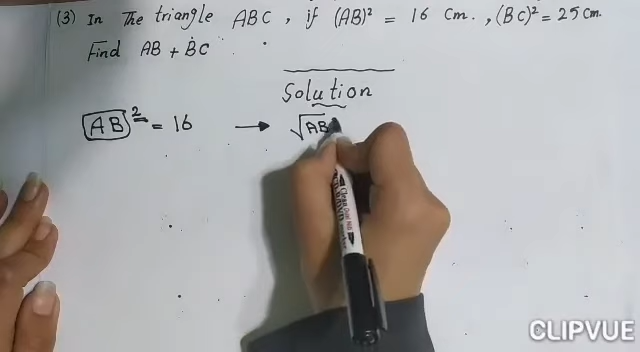 (3) In The triangle ABC, if (AB)² = 16 Cm., (BC)² = 25 Cm.
Find AB + BC
Solution
AB² = 16 → √AB
CLIPVUE